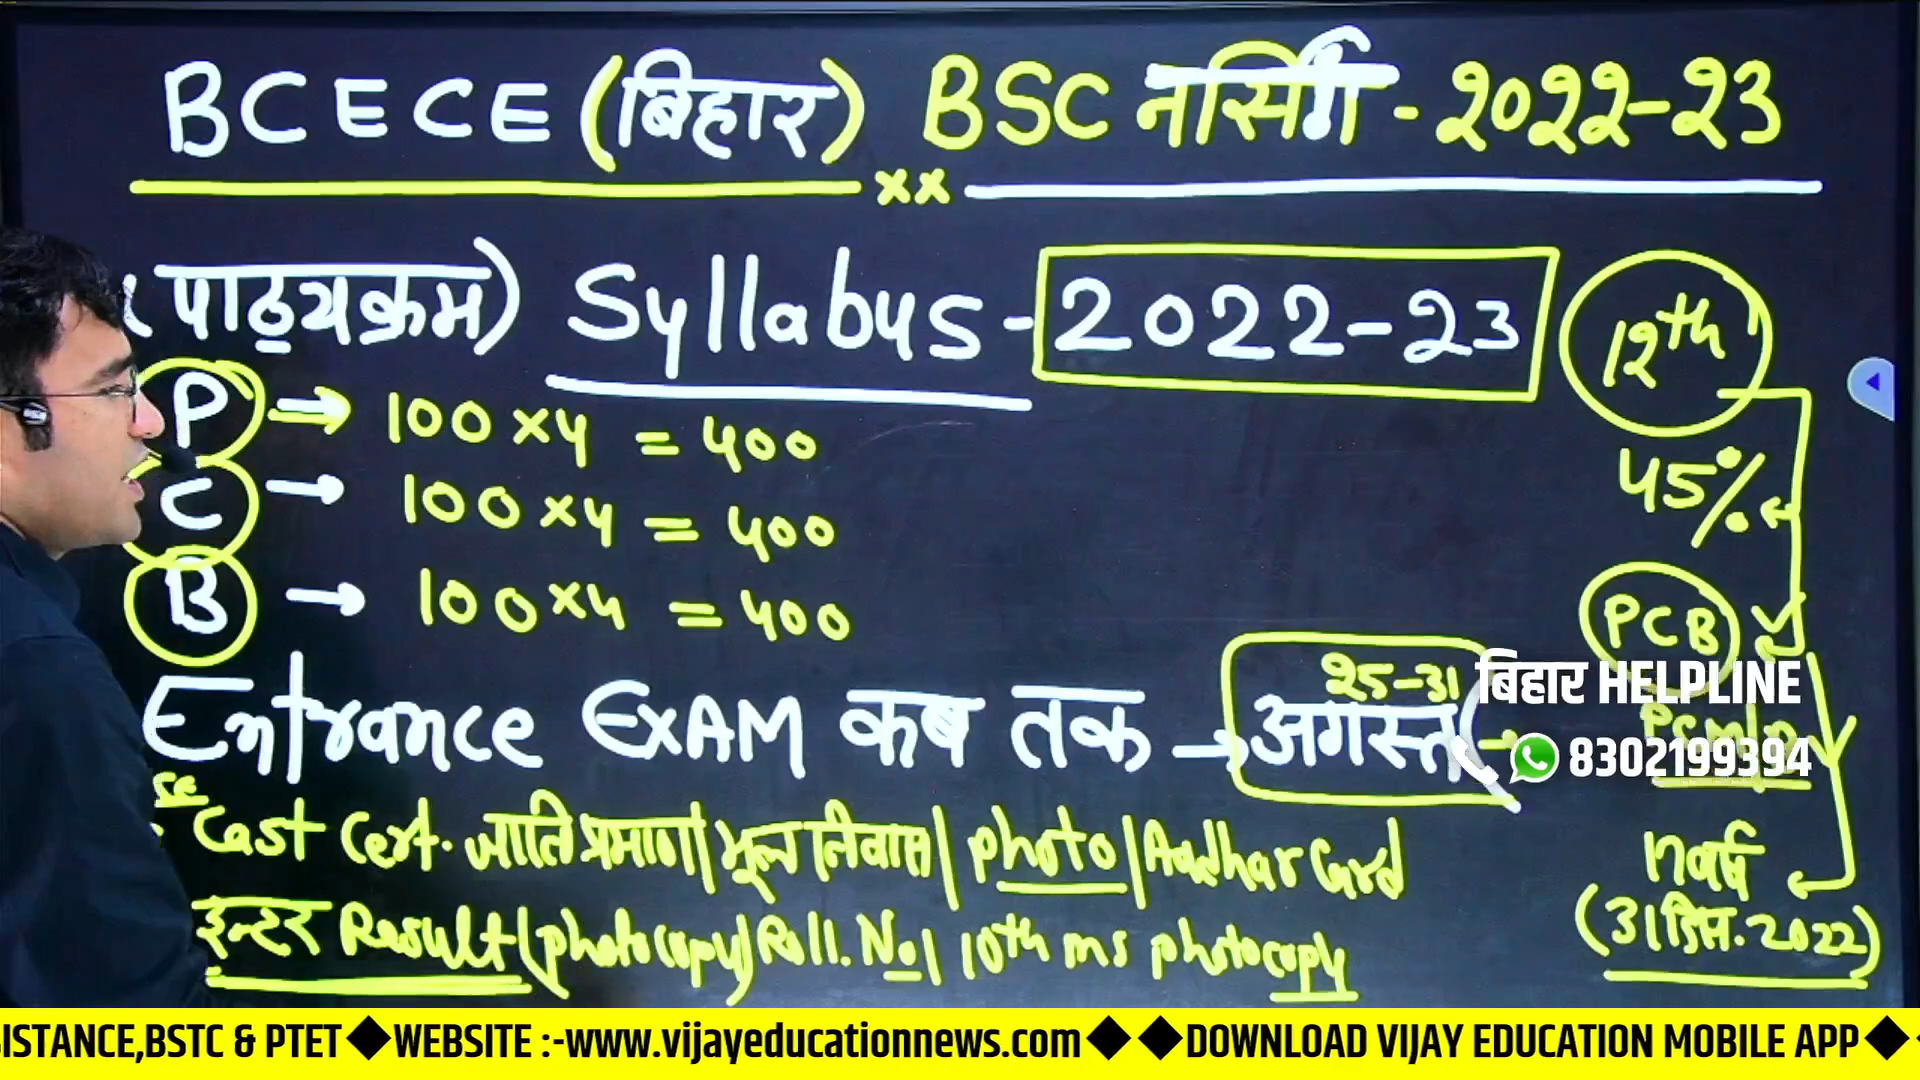 BCECE (बिहार) BSC नर्सिंग - 2022-23
xx
(पाठ्यक्रम) Syllabus - 2022-23
12th
P → 100 × 4 = 400
C → 100 × 4 = 400
B → 100 × 4 = 400
45%
PCB
Entrance EXAM कब तक → अगस्त
25-31
बिहार HELPLINE
8302199394
Cast Cert. जाति प्रमाण | मूल निवास | photo | Aadhar Card
इन्टर Result (photocopy) Roll. No | 10th ms photocopy
17 वर्ष
(31 दिस. 2022)
ISTANCE,BSTC & PTET◆WEBSITE :-www.vijayeducationnews.com◆◆DOWNLOAD VIJAY EDUCATION MOBILE APP◆